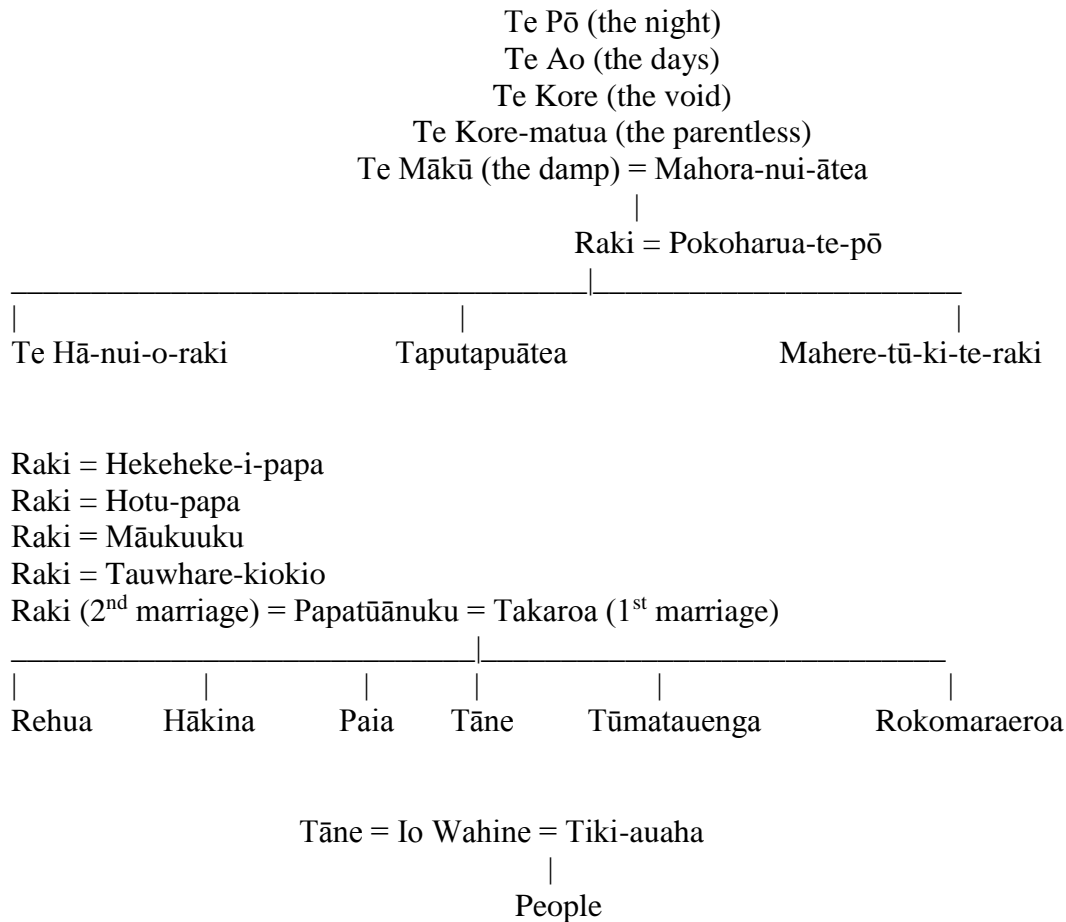 Te Pō (the night)
Te Ao (the days)
Te Kore (the void)
Te Kore-matua (the parentless)
Te Mākū (the damp) = Mahora-nui-ātea
Raki = Pokoharua-te-pō
Te Hā-nui-o-raki Taputapuātea Mahere-tū-ki-te-raki
Raki = Hekeheke-i-papa
Raki = Hotu-papa
Raki = Māukuuku
Raki = Tauwhare-kiokio
Raki (2nd marriage) = Papatūānuku = Takaroa (1st marriage)
Rehua Hākina Paia Tāne Tūmatauenga Rokomaraeroa
Tāne = Io Wahine = Tiki-auaha
People